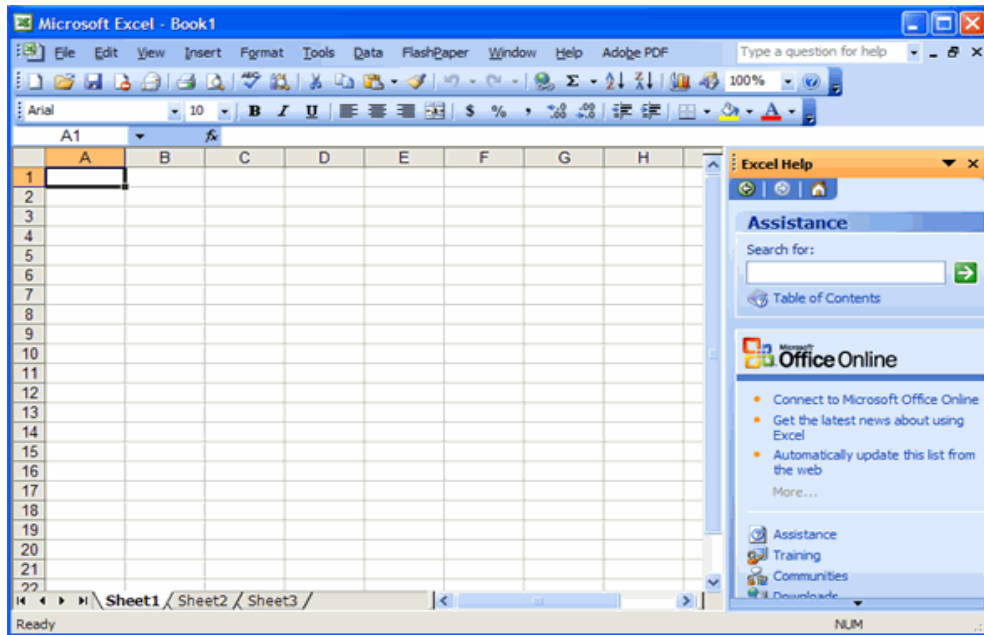 Microsoft Excel - Book1
File Edit View Insert Format Tools Data FlashPaper Window Help Adobe PDF Type a question for help
100%
Arial 10 B I U $ % ,
A1 fx
A B C D E F G H
Excel Help
1
2
Assistance
3
4
Search for:
5
6
7
Table of Contents
8
9
10
Microsoft
Office Online
11
12
Connect to Microsoft Office Online
13
Get the latest news about using
14
Excel
15
Automatically update this list from
16
the web
17
More...
18
19
Assistance
20
Training
21
Communities
22
Downloads
Sheet1 Sheet2 Sheet3
Ready NUM